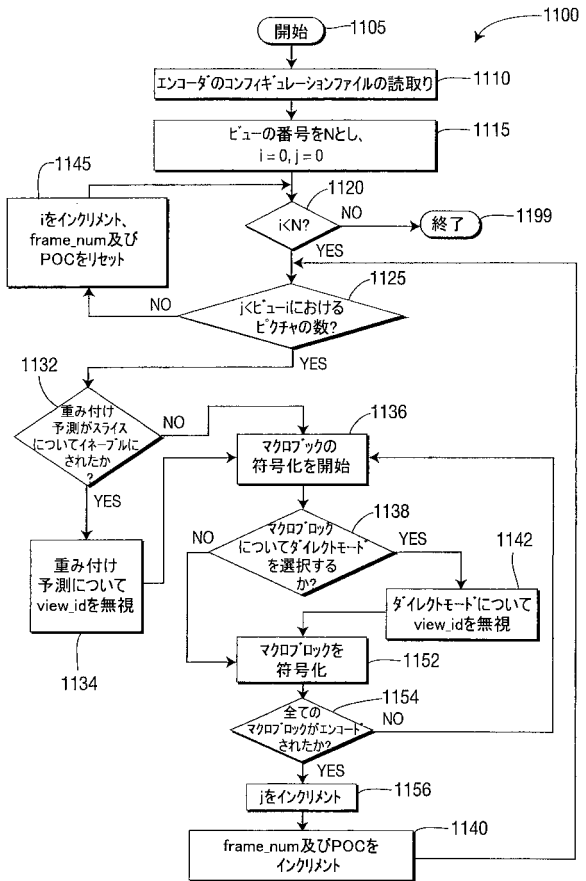 1100
開始
1105
エンコーダのコンフィギュレーションファイルの読取り
1110
ビューの番号をNとし、
i = 0, j = 0
1115
1145
iをインクリメント、
frame_num及び
POCをリセット
1120
i<N?
NO
終了
1199
YES
1125
j<ビューiにおける
ピクチャの数?
NO
YES
1132
重み付け
予測がスライス
についてイネーブルに
されたか
?
NO
YES
1136
マクロブックの
符号化を開始
重み付け
予測について
view_idを無視
1134
1138
マクロブロック
についてダイレクトモード
を選択する
か?
NO
YES
1142
ダイレクトモードについて
view_idを無視
マクロブロックを
符号化
1152
1154
全ての
マクロブロックがエンコード
されたか?
NO
YES
jをインクリメント
1156
1140
frame_num及びPOCを
インクリメント